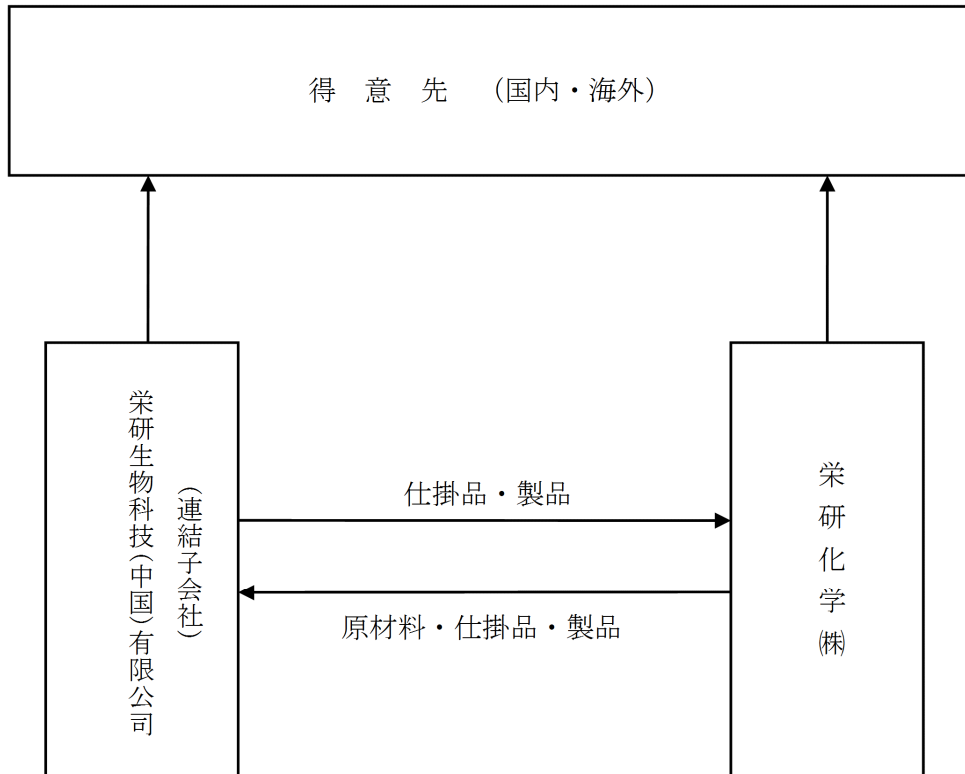 得 意 先 (国内・海外)
栄研生物科技(中国)有限公司
(連結子会社)
仕掛品・製品
原材料・仕掛品・製品
栄研化学㈱